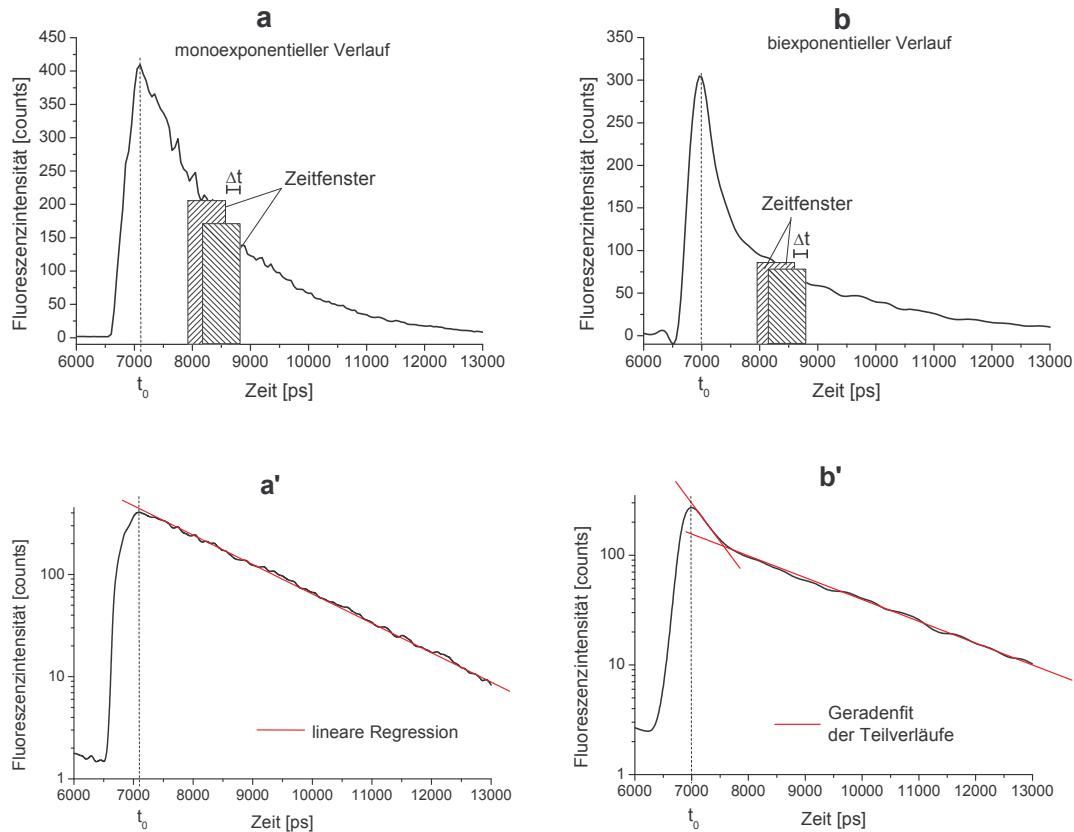 a
monoexponentieller Verlauf
Fluoreszenzintensität [counts]
450
400
350
300
250
200
150
100
50
0
Δt
Zeitfenster
6000 7000 8000 9000 10000 11000 12000 13000
t0
Zeit [ps]
b
biexponentieller Verlauf
Fluoreszenzintensität [counts]
350
300
250
200
150
100
50
0
Zeitfenster
Δt
6000 7000 8000 9000 10000 11000 12000 13000
t0
Zeit [ps]
a'
Fluoreszenzintensität [counts]
100
10
1
lineare Regression
6000 7000 8000 9000 10000 11000 12000 13000
t0
Zeit [ps]
b'
Fluoreszenzintensität [counts]
100
10
1
Geradenfit
der Teilverläufe
6000 7000 8000 9000 10000 11000 12000 13000
t0
Zeit [ps]